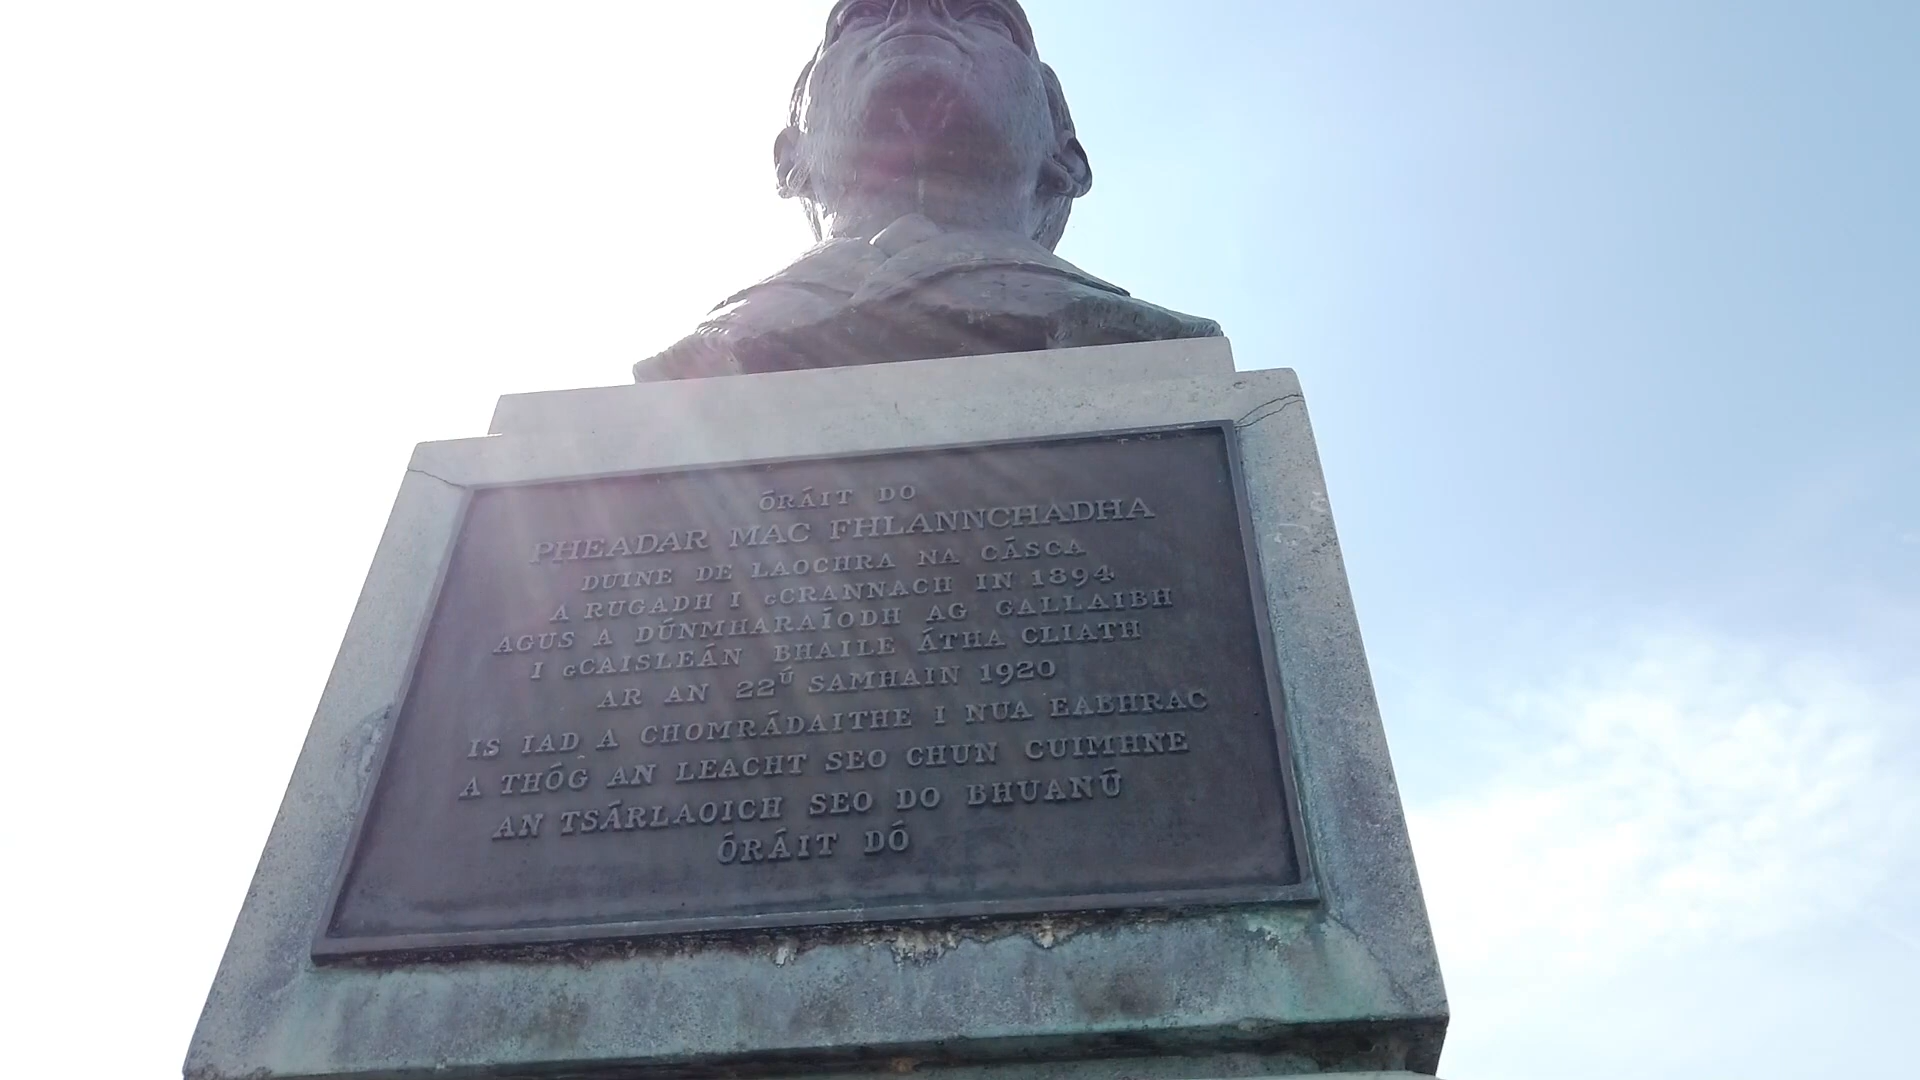 ÓRÁIT DO
PHEADAR MAC FHLANNCHADHA
DUINE DE LAOCHRA NA CÁSCA
A RUGADH I gCRANNACH IN 1894
AGUS A DÚNMHARAÍODH AG GALLAIBH
I gCAISLEÁN BHAILE ÁTHA CLIATH
AR AN 22Ú SAMHAIN 1920
IS IAD A CHOMRÁDAITHE I NUA EABHRAC
A THÓG AN LEACHT SEO CHUN CUIMHNE
AN TSÁRLAOICH SEO DO BHUANÚ
ÓRÁIT DÓ